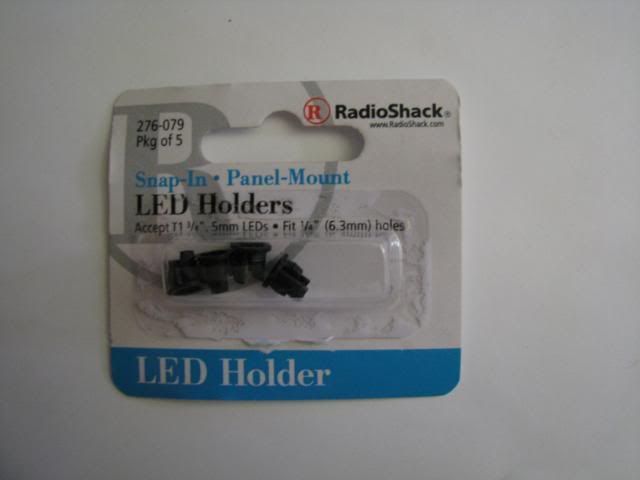 276-079
Pkg of 5
R RadioShack®
www.RadioShack.com
Snap-In • Panel-Mount
LED Holders
Accept T1 3/4", 5mm LEDs • Fit 1/4" (6.3mm) holes
LED Holder